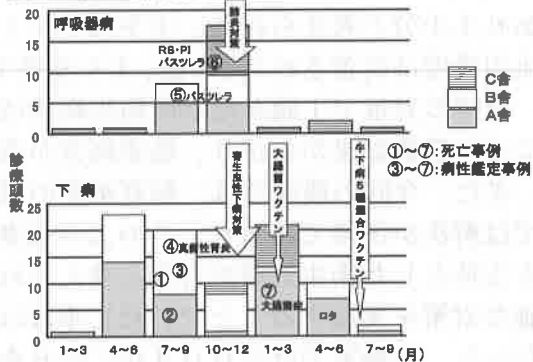 呼吸器病
肺炎対策
20
15
10
5
0
RS・PI
パスツレラ⑥
⑤パスツレラ
C舎
B舎
A舎
①〜⑦:死亡事例
③〜⑦:病性鑑定事例
診療頭数
下 病
寄生虫性下痢対策
大腸菌ワクチン
牛下痢5種混合ワクチン
25
20
15
10
5
0
④真菌性胃炎
①
③
②
⑦
大腸菌症
ロタ
1〜3
4〜6
7〜9
10〜12
1〜3
4〜6
7〜9
(月)